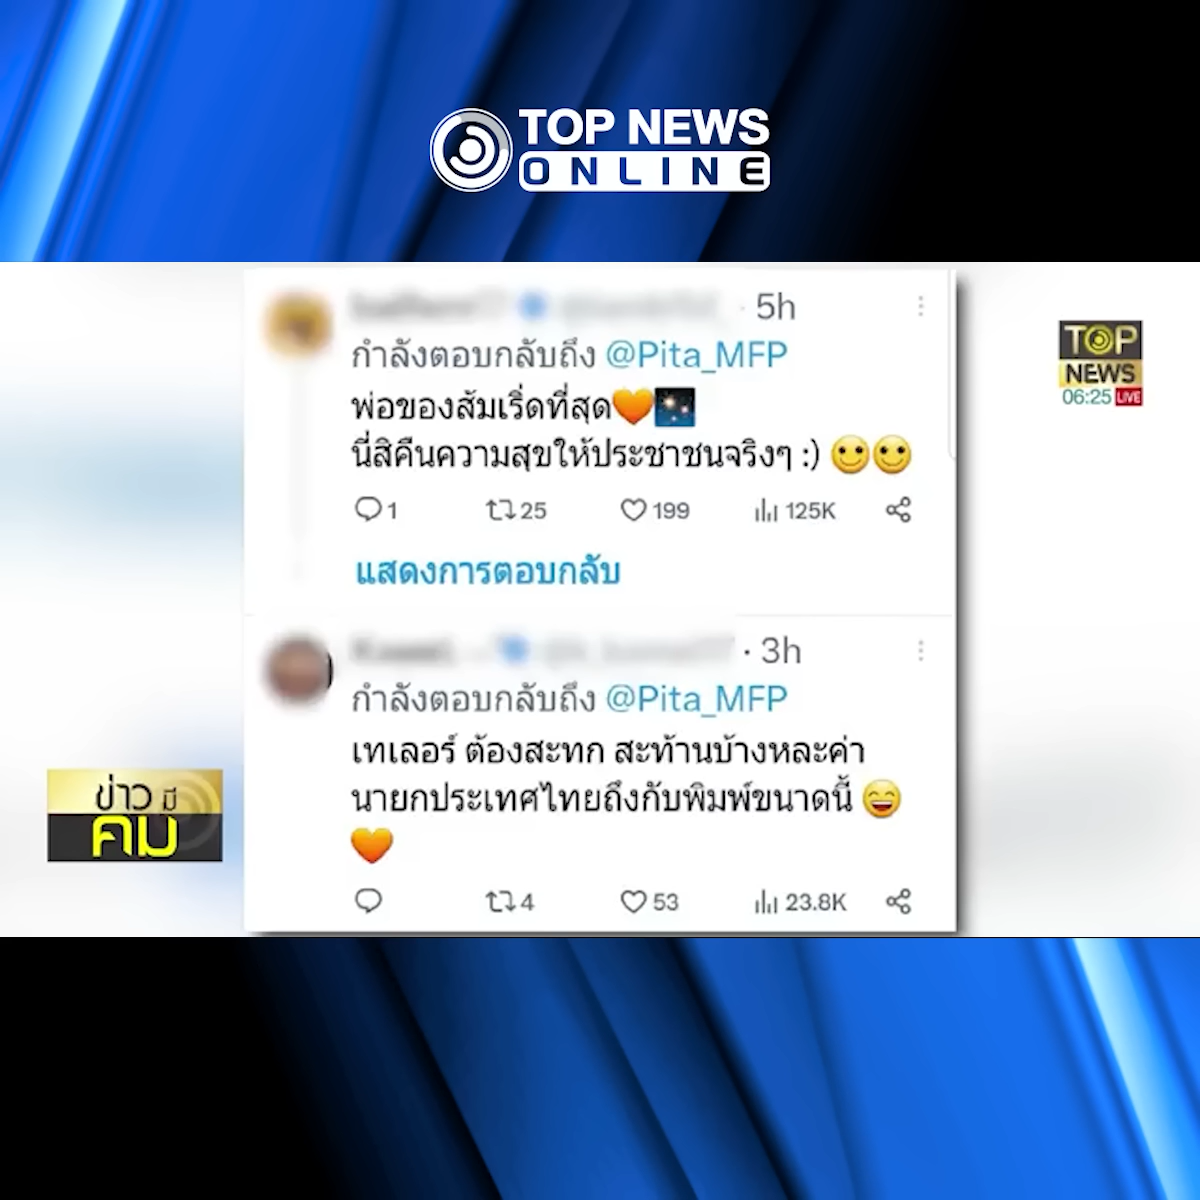 TOP NEWS
ONLINE
· 5h
กำลังตอบกลับถึง @Pita_MFP
พ่อของส้มเริ่ดที่สุด🧡🎆
นี่สิคืนความสุขให้ประชาชนจริงๆ :) 🙂🙂
1 25 199 125K
แสดงการตอบกลับ
· 3h
กำลังตอบกลับถึง @Pita_MFP
เทเลอร์ ต้องสะทก สะท้านบ้างหละค่า
นายกประเทศไทยถึงกับพิมพ์ขนาดนี้ 😄
🧡
4 53 23.8K
TOP
NEWS
06:25 LIVE
ข่าวมี
คม